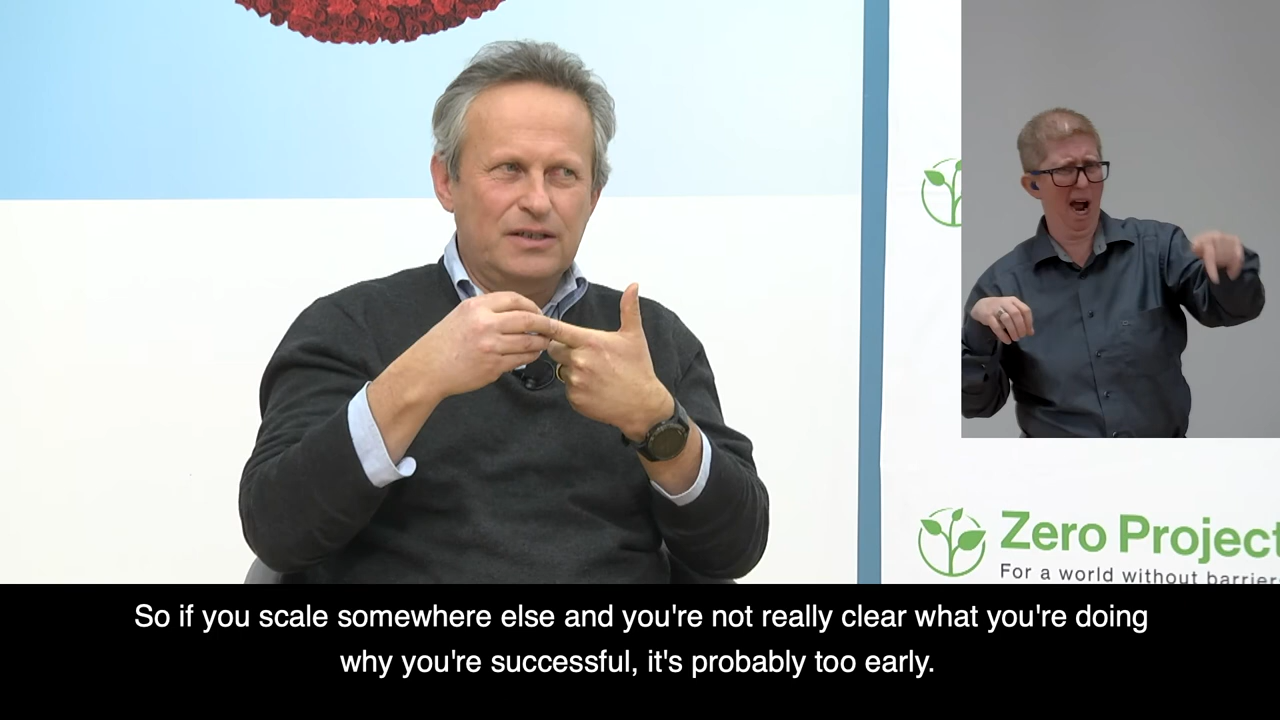 Zero Project
For a world without barrier
So if you scale somewhere else and you're not really clear what you're doing
why you're successful, it's probably too early.